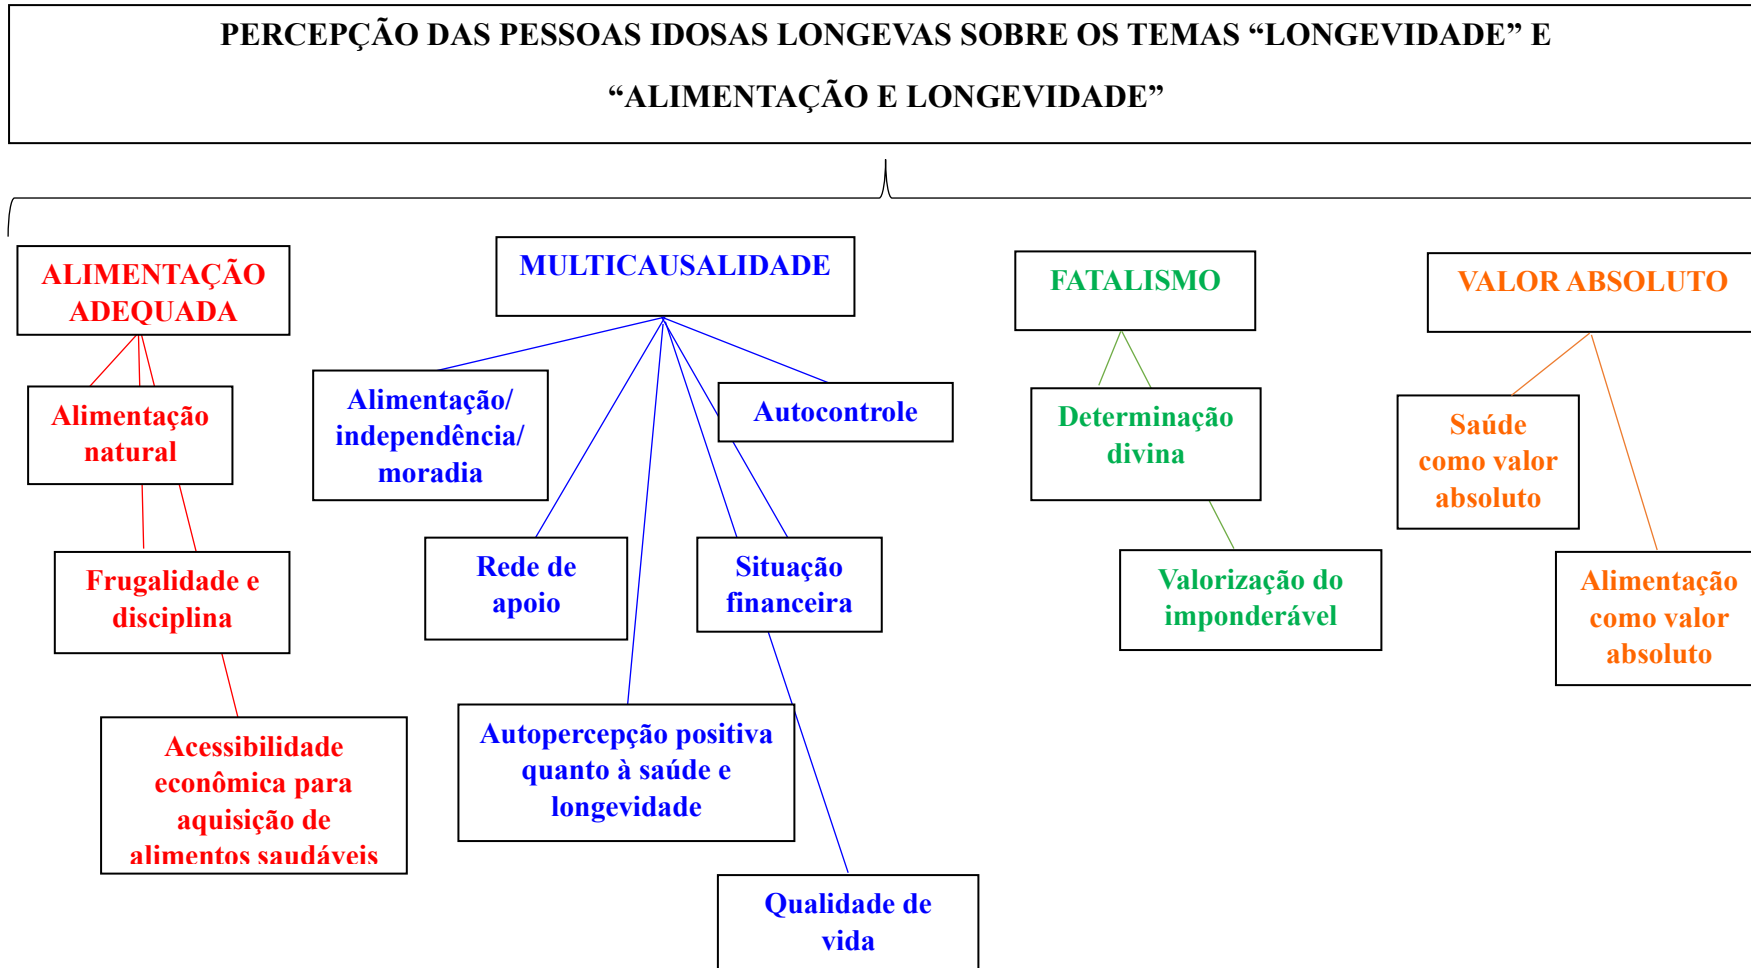 PERCEPÇÃO DAS PESSOAS IDOSAS LONGEVAS SOBRE OS TEMAS “LONGEVIDADE” E
“ALIMENTAÇÃO E LONGEVIDADE”
ALIMENTAÇÃO
ADEQUADA
Alimentação
natural
Frugalidade e
disciplina
Acessibilidade
econômica para
aquisição de
alimentos saudáveis
MULTICAUSALIDADE
Alimentação/
independência/
moradia
Autocontrole
Rede de
apoio
Situação
financeira
Autopercepção positiva
quanto à saúde e
longevidade
Qualidade de
vida
FATALISMO
Determinação
divina
Valorização do
imponderável
VALOR ABSOLUTO
Saúde
como valor
absoluto
Alimentação
como valor
absoluto